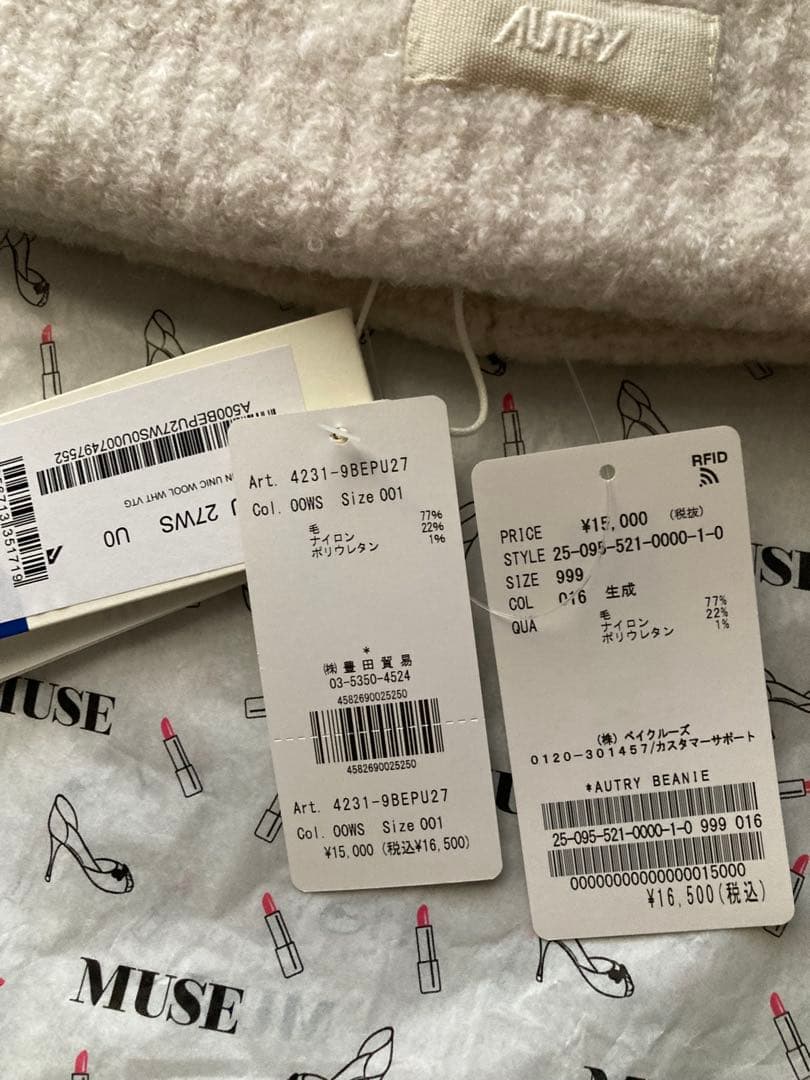 AUTRY
A500BEPU27WS0U007497552
UNIC WOOL WHT VTG
27WS
U0
Art. 4231-9BEPU27
Col. 00WS Size 001
毛 77%
ナイロン 22%
ポリウレタン 1%
*
(株)豊田貿易
03-5350-4524
4582690025250
4582690025250
Art. 4231-9BEPU27
Col. 00WS Size 001
¥15,000 (税込¥16,500)
RFID
PRICE ¥15,000 (税抜)
STYLE 25-095-521-0000-1-0
SIZE 999
COL 016 生成
QUA 毛 77%
ナイロン 22%
ポリウレタン 1%
(株) ベイクルーズ
0120-301457/カスタマーサポート
*AUTRY BEANIE
25-095-521-0000-1-0 999 016
00000000000000015000
¥16,500(税込)
MUSE
MUSE